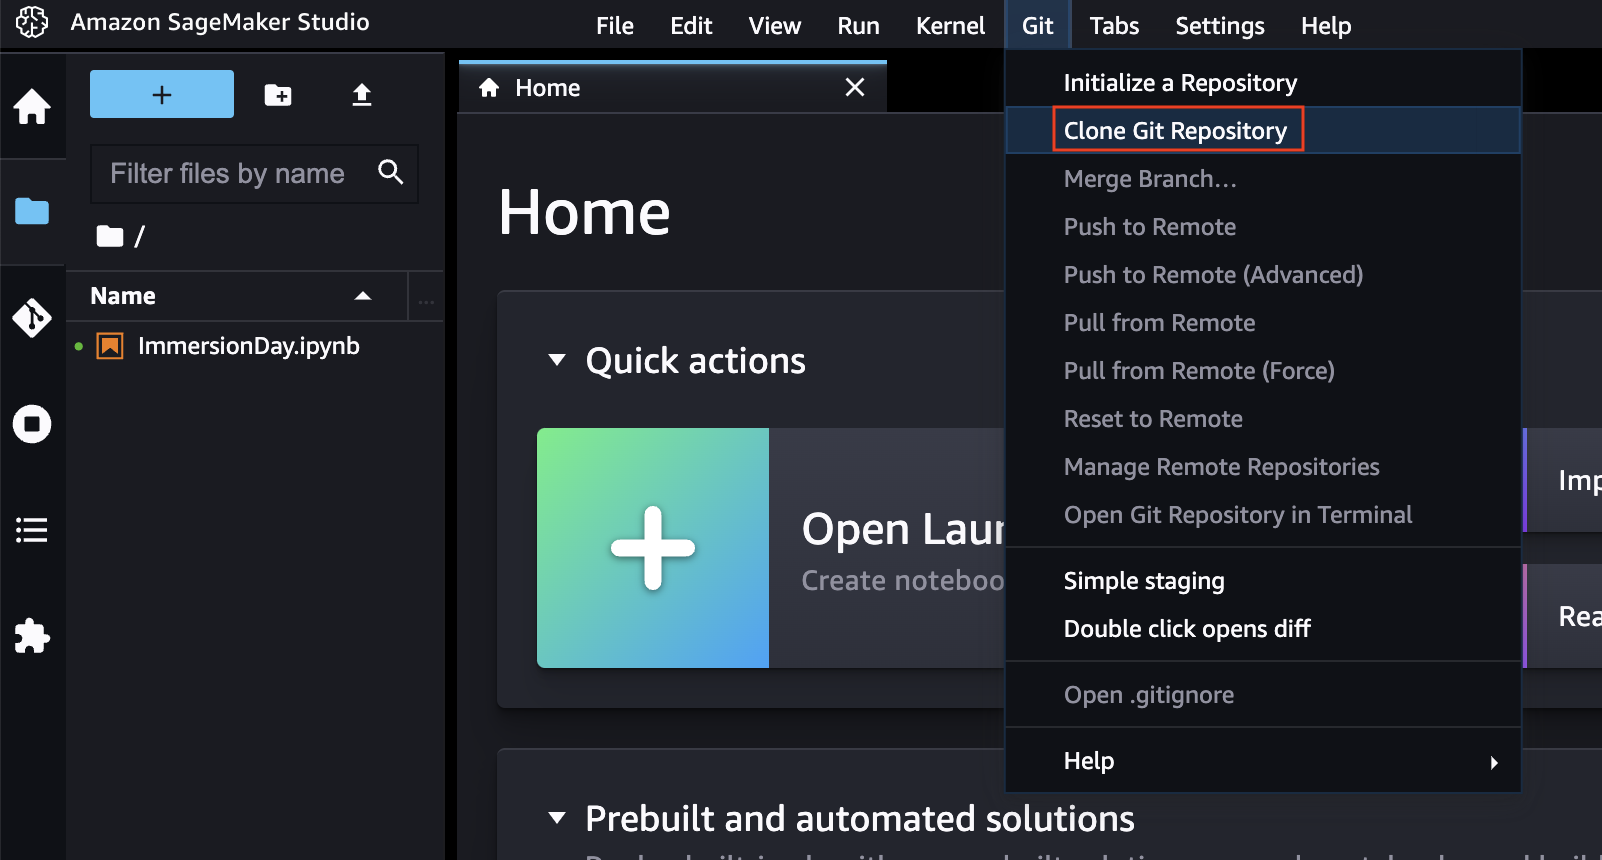 Amazon SageMaker Studio
File Edit View Run Kernel Git Tabs Settings Help
+
Filter files by name
/
Name
...
ImmersionDay.ipynb
Home
Home
Quick actions
Open Laun
Create noteboo
Imp
Rea
Prebuilt and automated solutions
Initialize a Repository
Clone Git Repository
Merge Branch...
Push to Remote
Push to Remote (Advanced)
Pull from Remote
Pull from Remote (Force)
Reset to Remote
Manage Remote Repositories
Open Git Repository in Terminal
Simple staging
Double click opens diff
Open .gitignore
Help